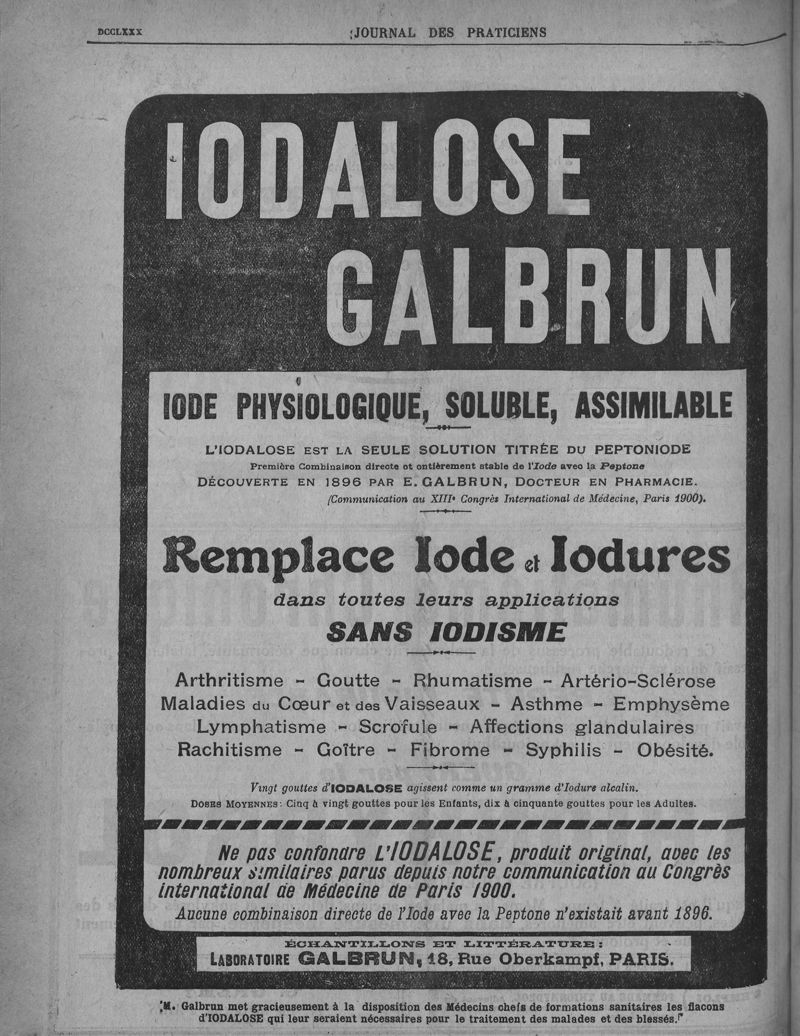 DCCLXXX
JOURNAL DES PRATICIENS
IODALOSE
GALBRUN
IODE PHYSIOLOGIQUE, SOLUBLE, ASSIMILABLE
L'IODALOSE EST LA SEULE SOLUTION TITRÉE DU PEPTONIODE
Première Combinaison directe et entièrement stable de l'Iode avec la Peptone
DÉCOUVERTE EN 1896 PAR E. GALBRUN, DOCTEUR EN PHARMACIE.
(Communication au XIIIe Congrès International de Médecine, Paris 1900).
Remplace Iode et Iodures
dans toutes leurs applications
SANS IODISME
Arthritisme - Goutte - Rhumatisme - Artério-Sclérose
Maladies du Cœur et des Vaisseaux - Asthme - Emphysème
Lymphatisme - Scrofule - Affections glandulaires
Rachitisme - Goître - Fibrome - Syphilis - Obésité.
Vingt gouttes d'IODALOSE agissent comme un gramme d'Iodure alcalin.
DOSES MOYENNES: Cinq à vingt gouttes pour les Enfants, dix à cinquante gouttes pour les Adultes.
Ne pas confondre L'IODALOSE, produit original, avec les
nombreux similaires parus depuis notre communication au Congrès
international de Médecine de Paris 1900.
Aucune combinaison directe de l'Iode avec la Peptone n'existait avant 1896.
ÉCHANTILLONS ET LITTÉRATURE:
LABORATOIRE GALBRUN, 18, Rue Oberkampf, PARIS.
M. Galbrun met gracieusement à la disposition des Médecins chefs de formations sanitaires les flacons
d'IODALOSE qui leur seraient nécessaires pour le traitement des malades et des blessés.